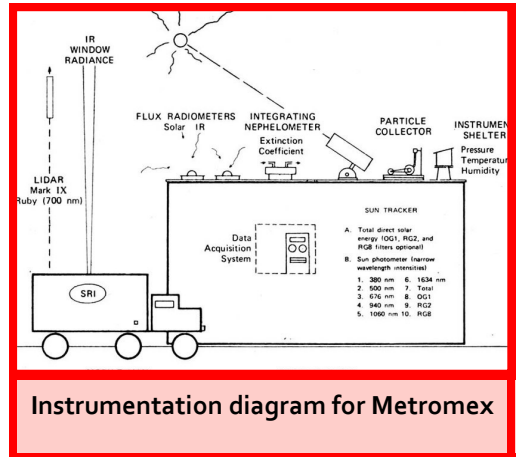 IR
WINDOW
RADIANCE
FLUX RADIOMETERS
Solar IR
INTEGRATING
NEPHELOMETER
Extinction
Coefficient
PARTICLE
COLLECTOR
INSTRUMEN
SHELTER
Pressure
Temperatur
Humidity
LIDAR
Mark IX
Ruby (700 nm)
SRI
Data
Acquisition
System
SUN TRACKER
A. Total direct solar
energy (OG1, RG2, and
RG8 filters optional)
B. Sun photometer (narrow
wavelength intensities)
1. 380 nm 6. 1634 nm
2. 500 nm 7. Total
3. 676 nm 8. OG1
4. 940 nm 9. RG2
5. 1060 nm 10. RG8
Instrumentation diagram for Metromex